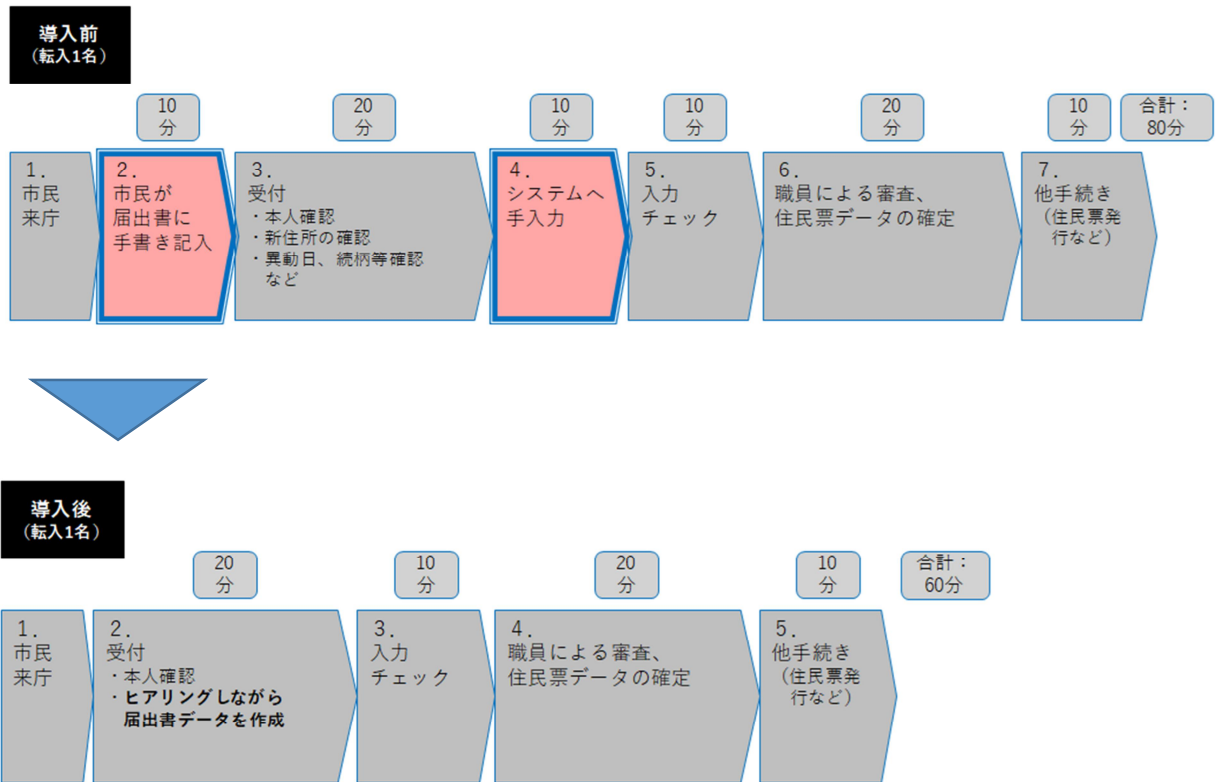 導入前
（転入1名）
10
分
20
分
10
分
10
分
20
分
10
分
合計：
80分
1．
市民
来庁
2．
市民が
届出書に
手書き記入
3．
受付
・本人確認
・新住所の確認
・異動日、続柄等確認
など
4．
システムへ
手入力
5．
入力
チェック
6．
職員による審査、
住民票データの確定
7．
他手続き
（住民票発
行など）
導入後
（転入1名）
20
分
10
分
20
分
10
分
合計：
60分
1．
市民
来庁
2．
受付
・本人確認
・ヒアリングしながら
届出書データを作成
3．
入力
チェック
4．
職員による審査、
住民票データの確定
5．
他手続き
（住民票発
行など）